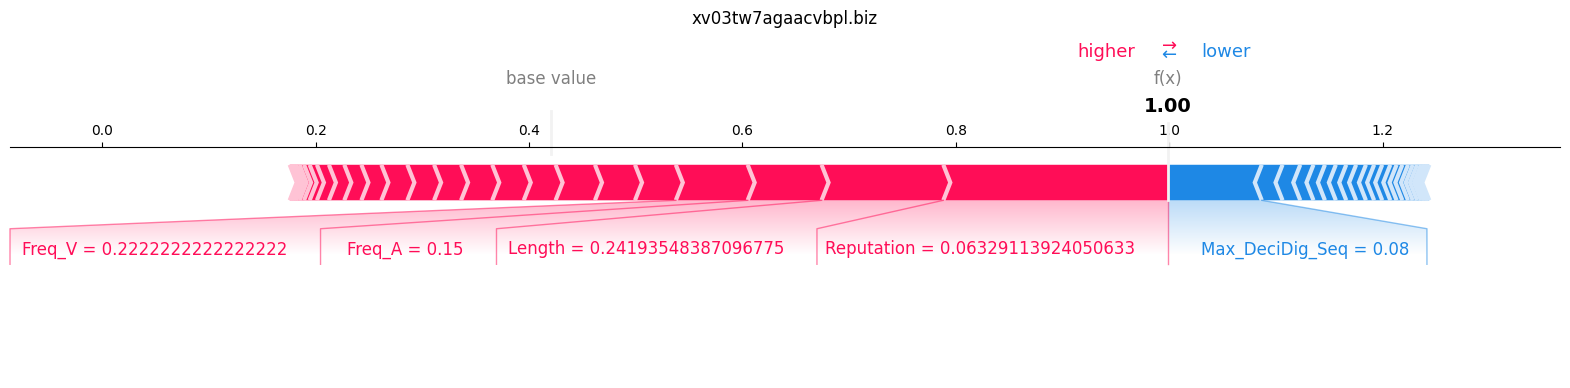 xv03tw7agaacvbpl.biz
higher → lower
←
base value f(x)
1.00
0.0 0.2 0.4 0.6 0.8 1.0 1.2
Freq_V = 0.2222222222222222 Freq_A = 0.15 Length = 0.24193548387096775 Reputation = 0.06329113924050633 Max_DeciDig_Seq = 0.08